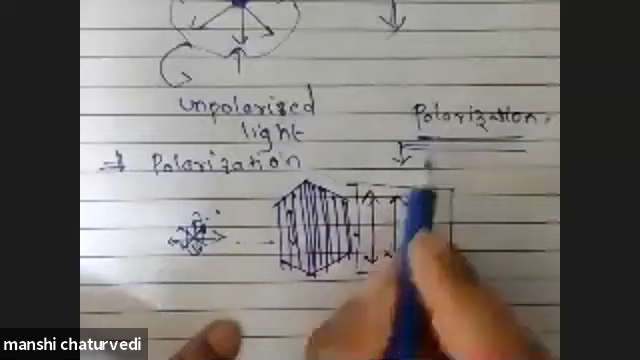 unpolarised
light
Polarization.
→ Polarization
manshi chaturvedi